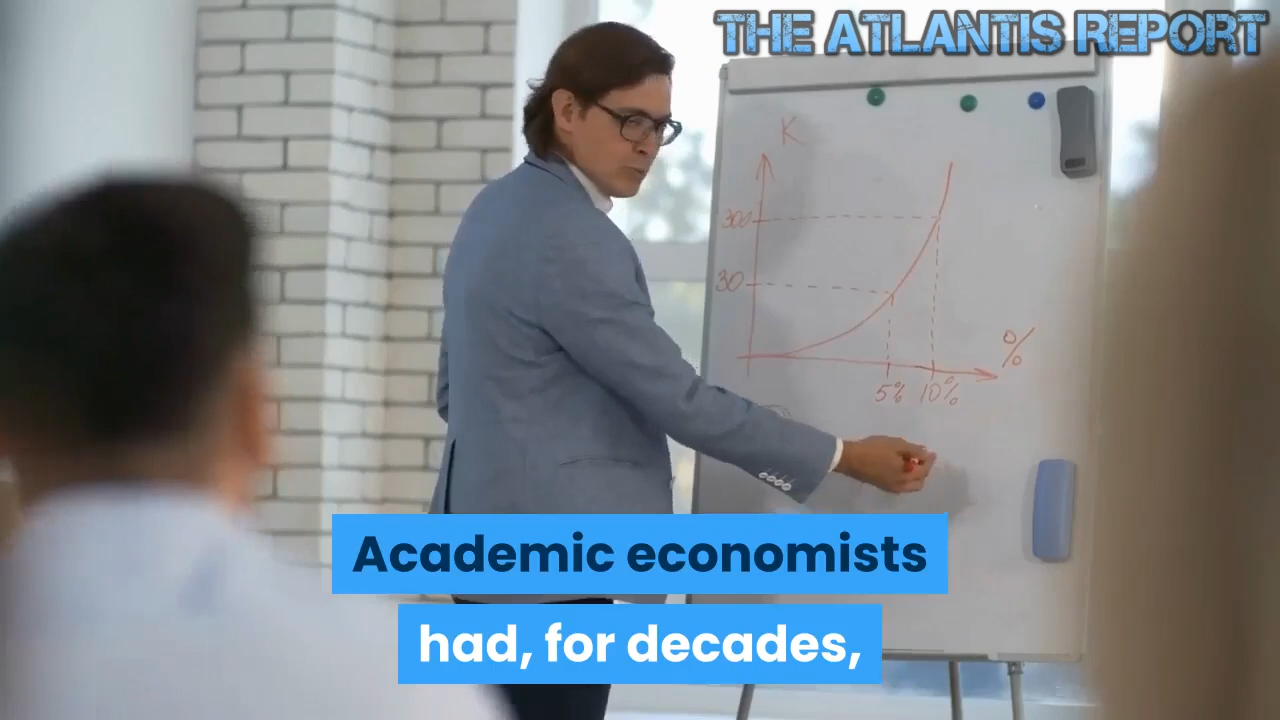 THE ATLANTIS REPORT
K
300
30
%
5% 10%
Academic economists
had, for decades,